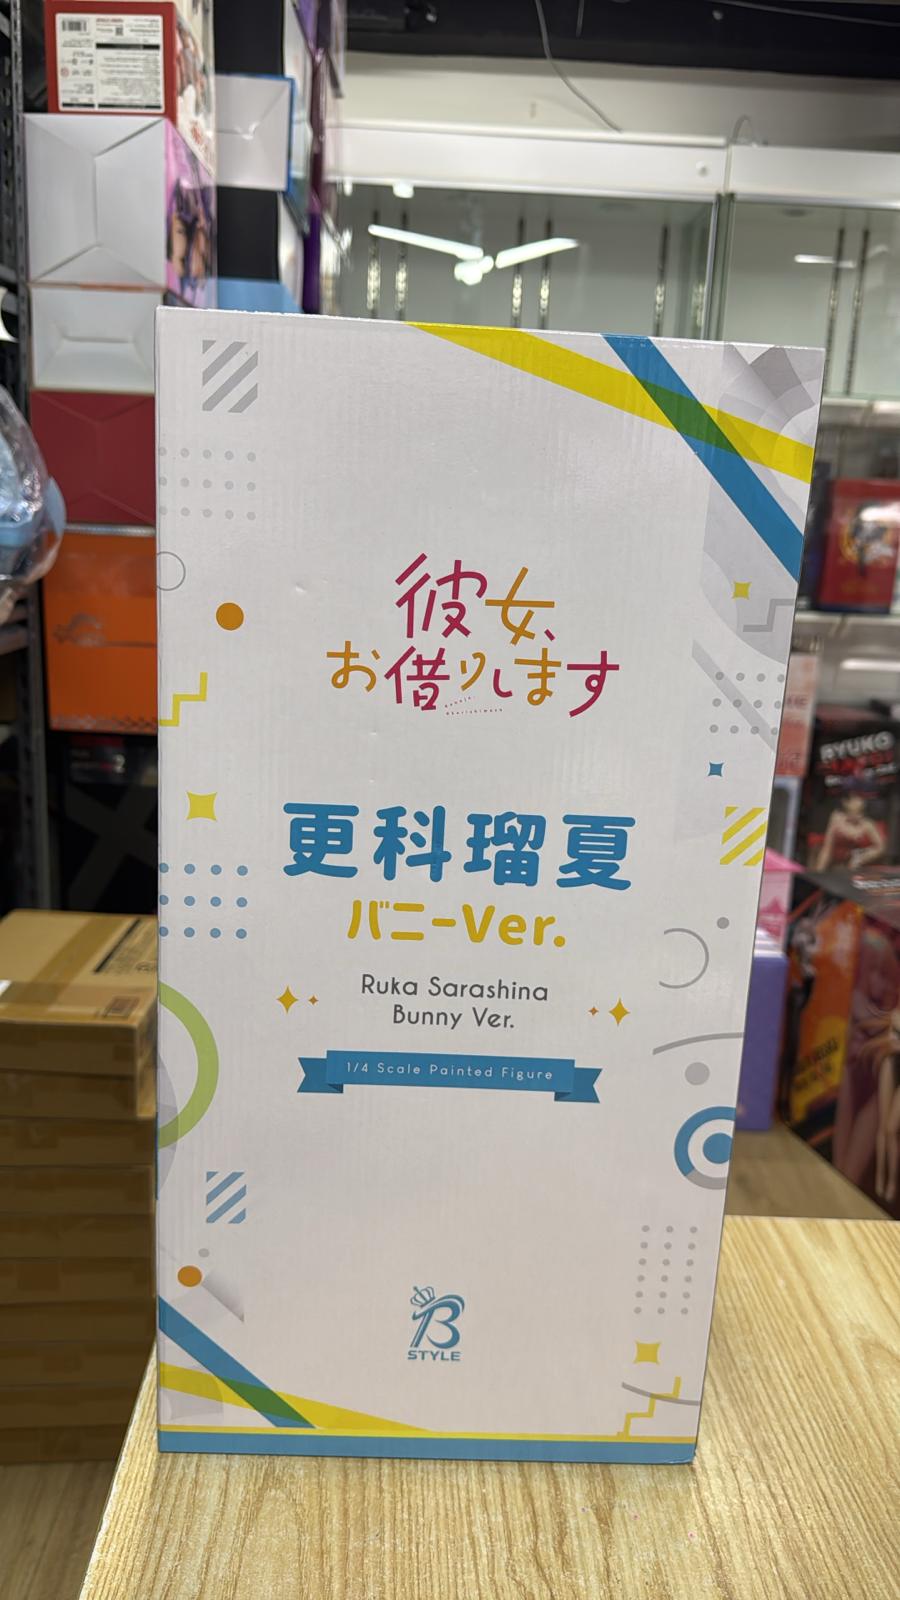 彼女、
お借りします
更科瑠夏
バニーVer.
Ruka Sarashina
Bunny Ver.
1/4 Scale Painted Figure
B
STYLE
RYUKO